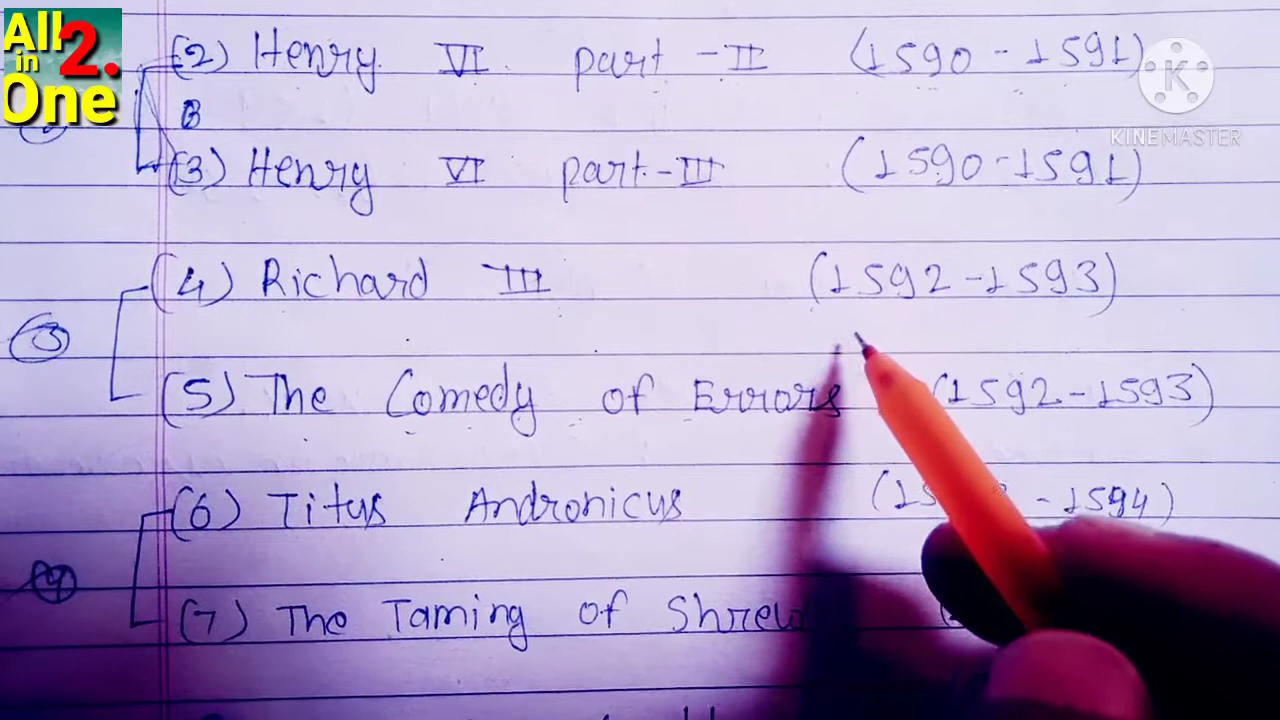 All 2.
in
One
(2) Henry VI part - II (1590 - 1591)
(3) Henry VI part - III (1590 - 1591)
(4) Richard III (1592 - 1593)
(5) The Comedy of Errors (1592 - 1593)
(6) Titus Andronicus - 1594)
(7) The Taming of Shrew
K
KINEMASTER